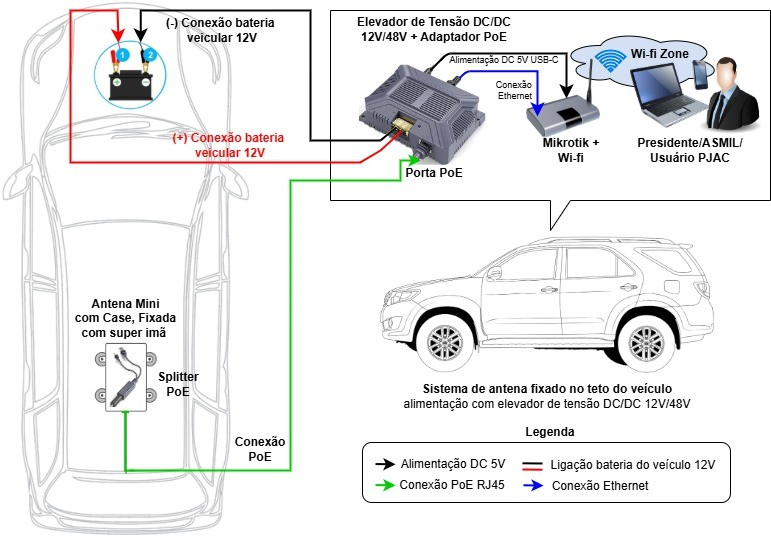 (-) Conexão bateria
veicular 12V
1
2
(+) Conexão bateria
veicular 12V
Elevador de Tensão DC/DC
12V/48V + Adaptador PoE
Alimentação DC 5V USB-C
Conexão
Ethernet
Wi-fi Zone
Mikrotik +
Wi-fi
Presidente/ASMIL/
Usuário PJAC
Porta PoE
Antena Mini
com Case, Fixada
com super imã
Splitter
PoE
Conexão
PoE
Sistema de antena fixado no teto do veículo
alimentação com elevador de tensão DC/DC 12V/48V
Legenda
Alimentação DC 5V
Ligação bateria do veículo 12V
Conexão PoE RJ45
Conexão Ethernet